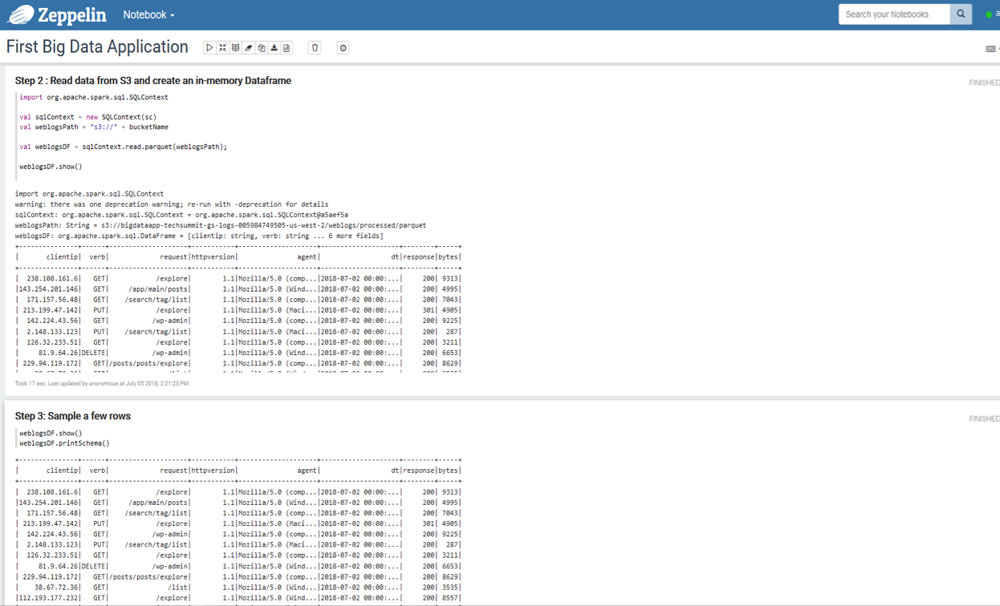 Zeppelin Notebook Search your Notebooks
First Big Data Application
Step 2 : Read data from S3 and create an in-memory Dataframe FINISHED
import org.apache.spark.sql.SQLContext
val sqlContext = new SQLContext(sc)
val weblogsPath = "s3://" + bucketName
val weblogsDF = sqlContext.read.parquet(weblogsPath);
weblogsDF.show()
import org.apache.spark.sql.SQLContext
warning: there was one deprecation warning; re-run with -deprecation for details
sqlContext: org.apache.spark.sql.SQLContext = org.apache.spark.sql.SQLContext@a5aef5a
weblogsPath: String = s3://bigdataapp-techsummit-gs-logs-005984749505-us-west-2/weblogs/processed/parquet
weblogsDF: org.apache.spark.sql.DataFrame = [clientip: string, verb: string ... 6 more fields]
+---------------+------+--------------------+-----------+--------------------+--------------------+--------+-----+
|       clientip|  verb|             request|httpversion|               agent|                  dt|response|bytes|
+---------------+------+--------------------+-----------+--------------------+--------------------+--------+-----+
|  238.108.161.6|   GET|            /explore|        1.1|Mozilla/5.0 (comp...|2018-07-02 00:00:...|     200| 9313|
|143.254.201.146|   GET|     /app/main/posts|        1.1|Mozilla/5.0 (Wind...|2018-07-02 00:00:...|     200| 4995|
|  171.157.56.48|   GET|    /search/tag/list|        1.1|Mozilla/5.0 (comp...|2018-07-02 00:00:...|     200| 7043|
| 213.199.47.142|   PUT|            /explore|        1.1|Mozilla/5.0 (Maci...|2018-07-02 00:00:...|     301| 4905|
|  142.224.43.56|   GET|           /wp-admin|        1.1|Mozilla/5.0 (comp...|2018-07-02 00:00:...|     200| 9225|
|  2.148.133.123|   PUT|    /search/tag/list|        1.1|Mozilla/5.0 (Maci...|2018-07-02 00:00:...|     200|  287|
|  126.32.233.51|   GET|            /explore|        1.1|Mozilla/5.0 (comp...|2018-07-02 00:00:...|     200| 3211|
|     81.9.64.26|DELETE|           /wp-admin|        1.1|Mozilla/5.0 (Wind...|2018-07-02 00:00:...|     200| 6653|
| 229.94.119.172|   GET|/posts/posts/explore|        1.1|Mozilla/5.0 (comp...|2018-07-02 00:00:...|     200| 8629|
Took 17 sec. Last updated by anonymous at July 05 2018, 2:21:23 PM.
Step 3: Sample a few rows FINISHED
weblogsDF.show()
weblogsDF.printSchema()
+---------------+------+--------------------+-----------+--------------------+--------------------+--------+-----+
|       clientip|  verb|             request|httpversion|               agent|                  dt|response|bytes|
+---------------+------+--------------------+-----------+--------------------+--------------------+--------+-----+
|  238.108.161.6|   GET|            /explore|        1.1|Mozilla/5.0 (comp...|2018-07-02 00:00:...|     200| 9313|
|143.254.201.146|   GET|     /app/main/posts|        1.1|Mozilla/5.0 (Wind...|2018-07-02 00:00:...|     200| 4995|
|  171.157.56.48|   GET|    /search/tag/list|        1.1|Mozilla/5.0 (comp...|2018-07-02 00:00:...|     200| 7043|
| 213.199.47.142|   PUT|            /explore|        1.1|Mozilla/5.0 (Maci...|2018-07-02 00:00:...|     301| 4905|
|  142.224.43.56|   GET|           /wp-admin|        1.1|Mozilla/5.0 (comp...|2018-07-02 00:00:...|     200| 9225|
|  2.148.133.123|   PUT|    /search/tag/list|        1.1|Mozilla/5.0 (Maci...|2018-07-02 00:00:...|     200|  287|
|  126.32.233.51|   GET|            /explore|        1.1|Mozilla/5.0 (comp...|2018-07-02 00:00:...|     200| 3211|
|     81.9.64.26|DELETE|           /wp-admin|        1.1|Mozilla/5.0 (Wind...|2018-07-02 00:00:...|     200| 6653|
| 229.94.119.172|   GET|/posts/posts/explore|        1.1|Mozilla/5.0 (comp...|2018-07-02 00:00:...|     200| 8629|
|    38.67.72.36|   GET|               /list|        1.1|Mozilla/5.0 (Wind...|2018-07-02 00:00:...|     200| 3535|
|112.193.177.232|   GET|            /explore|        1.1|Mozilla/5.0 (Wind...|2018-07-02 00:00:...|     200| 8557|